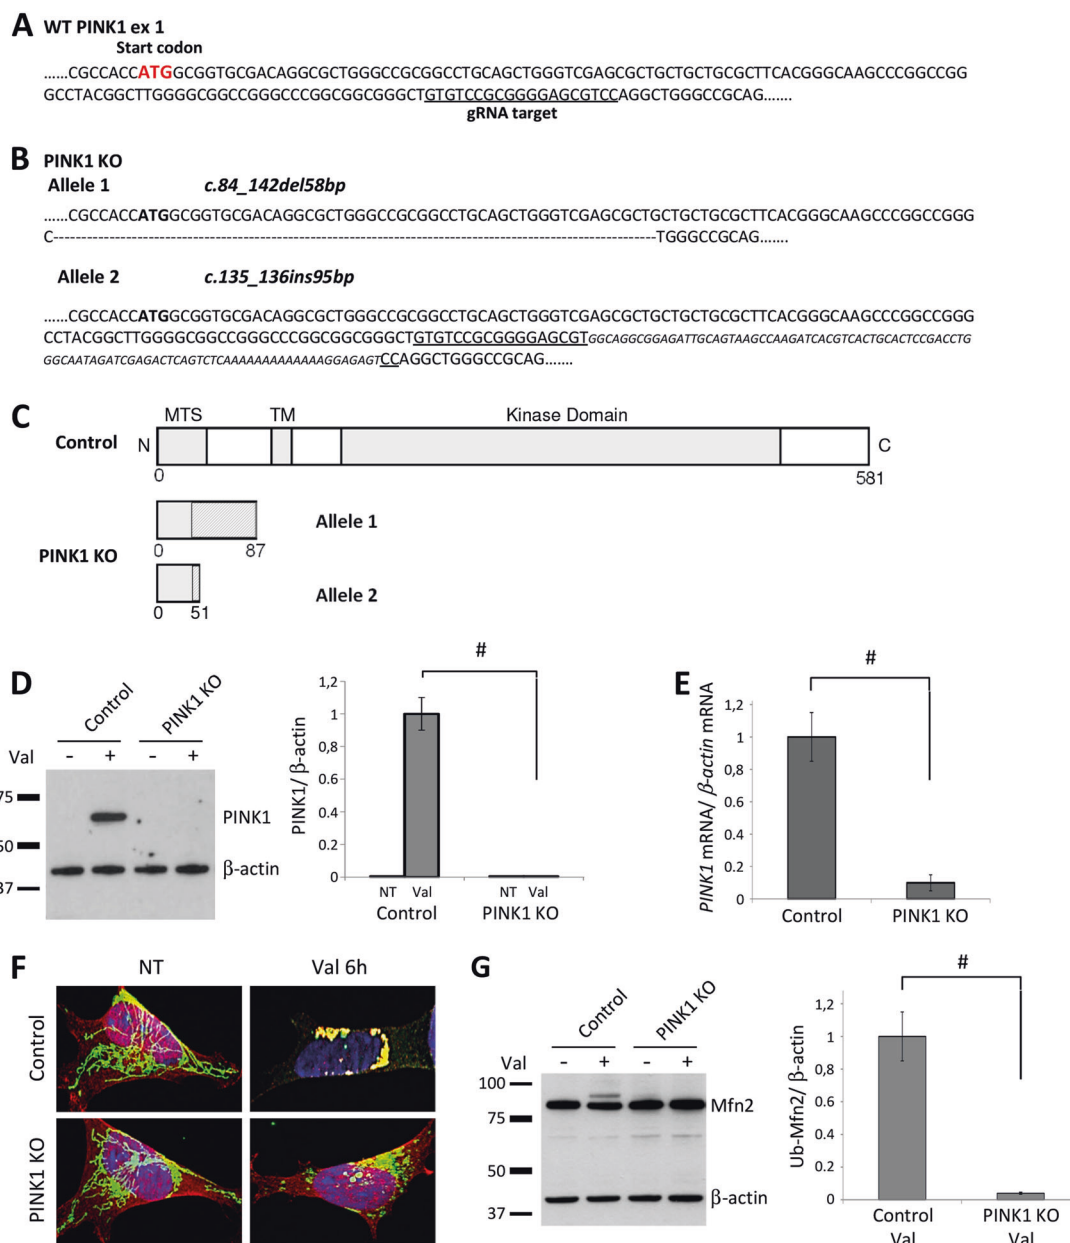 A WT PINK1 ex 1
Start codon
......CGCCACCATGGCGGTGCGACAGGCGCTGGGCCGCGGCCTGCAGCTGGGTCGAGCGCTGCTGCTGCGCTTCACGGGCAAGCCCGGCCGG
GCCTACGGCTTGGGGCGGCCGGGCCCGGCGGCGGGCTGTGTCCGCGGGGAGCGTCCAGGCTGGGCCGCAG.......
gRNA target
B PINK1 KO
Allele 1 c.84_142del58bp
......CGCCACCATGGCGGTGCGACAGGCGCTGGGCCGCGGCCTGCAGCTGGGTCGAGCGCTGCTGCTGCGCTTCACGGGCAAGCCCGGCCGGG
C--------------------------------------------------------------------------------------------------------------TGGGCCGCAG.......
Allele 2 c.135_136ins95bp
......CGCCACCATGGCGGTGCGACAGGCGCTGGGCCGCGGCCTGCAGCTGGGTCGAGCGCTGCTGCTGCGCTTCACGGGCAAGCCCGGCCGGG
CCTACGGCTTGGGGCGGCCGGGCCCGGCGGCGGGCTGTGTCCGCGGGGAGCGTGGCAGGCGGAGATTGCAGTAAGCCAAGATCACGTCACTGCACTCCGACCTG
GGCAATAGATCGAGACTCAGTCTCAAAAAAAAAAAAAAGGAGAGTCCAGGCTGGGCCGCAG.......
C
MTS TM Kinase Domain
Control N C
0 581
Allele 1
0 87
PINK1 KO
Allele 2
0 51
D
Control PINK1 KO
Val - + - +
75
PINK1
50
β-actin
37
#
PINK1/ β-actin
1,2
1
0,8
0.6
0.4
0.2
0
NT Val NT Val
Control PINK1 KO
E
#
PINK1 mRNA/ β-actin mRNA
1,2
1
0.8
0.6
0.4
0.2
0
Control PINK1 KO
F
NT Val 6h
Control
PINK1 KO
G
Control PINK1 KO
Val - + - +
100
Mfn2
75
50
β-actin
37
#
Ub-Mfn2/ β-actin
1,2
1
0.8
0.6
0.4
0.2
0
Control PINK1 KO
Val Val